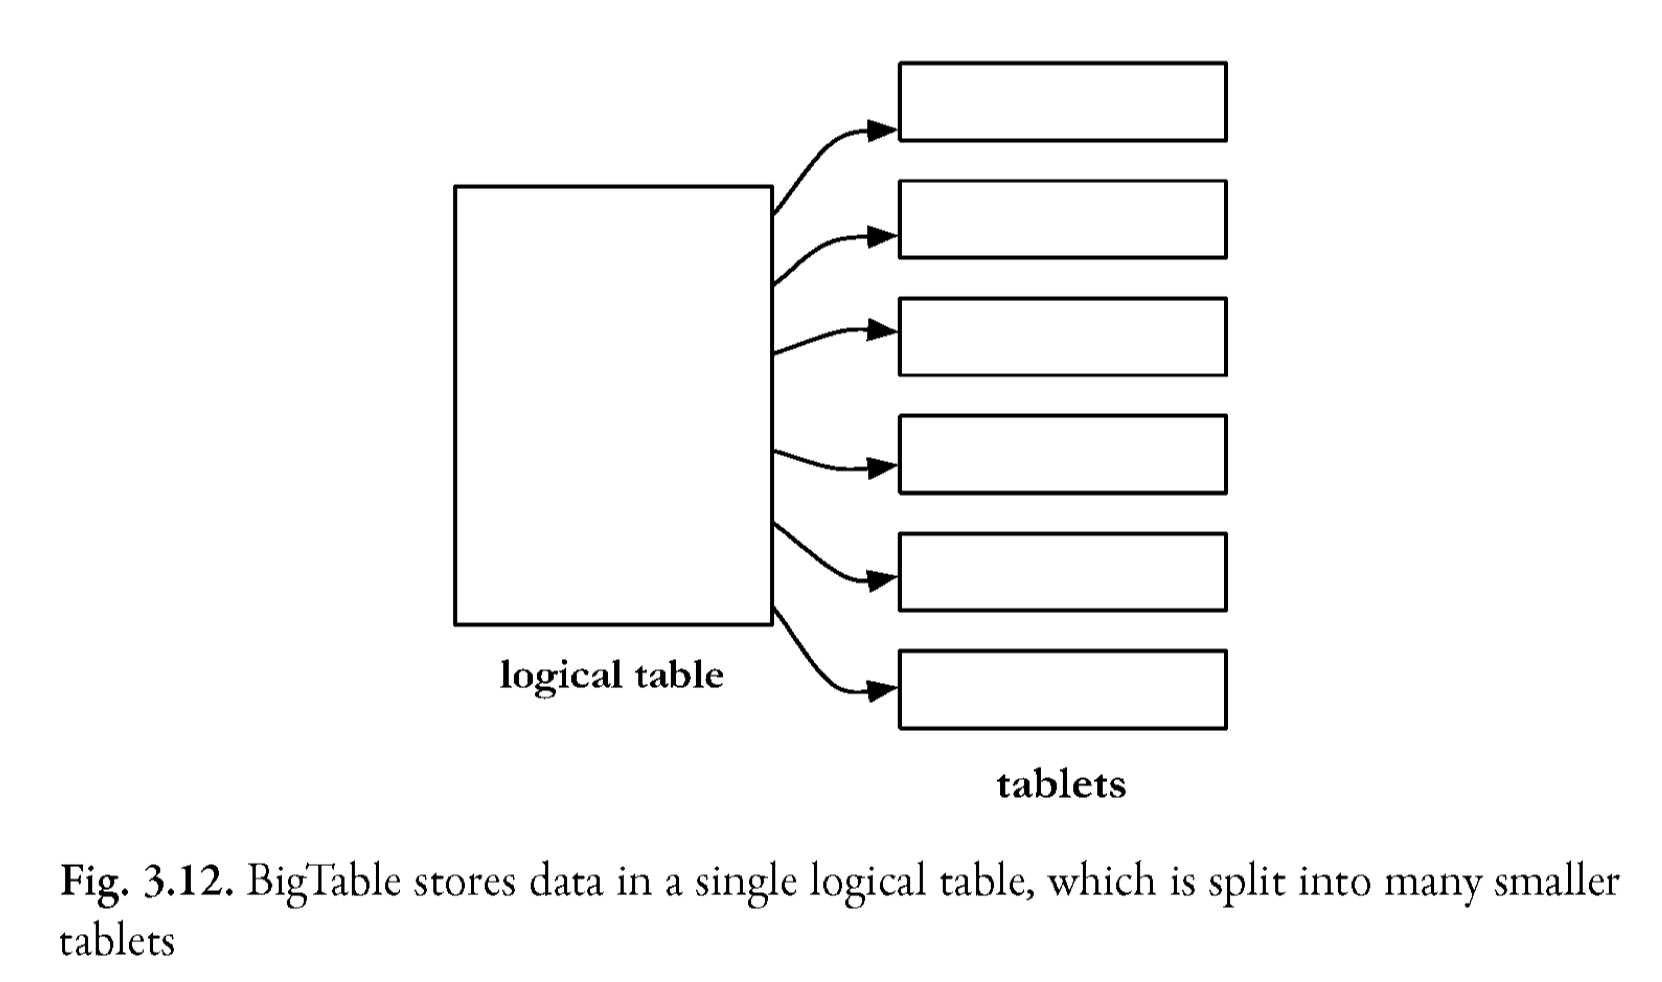 logical table
tablets
Fig. 3.12. BigTable stores data in a single logical table, which is split into many smaller
tablets